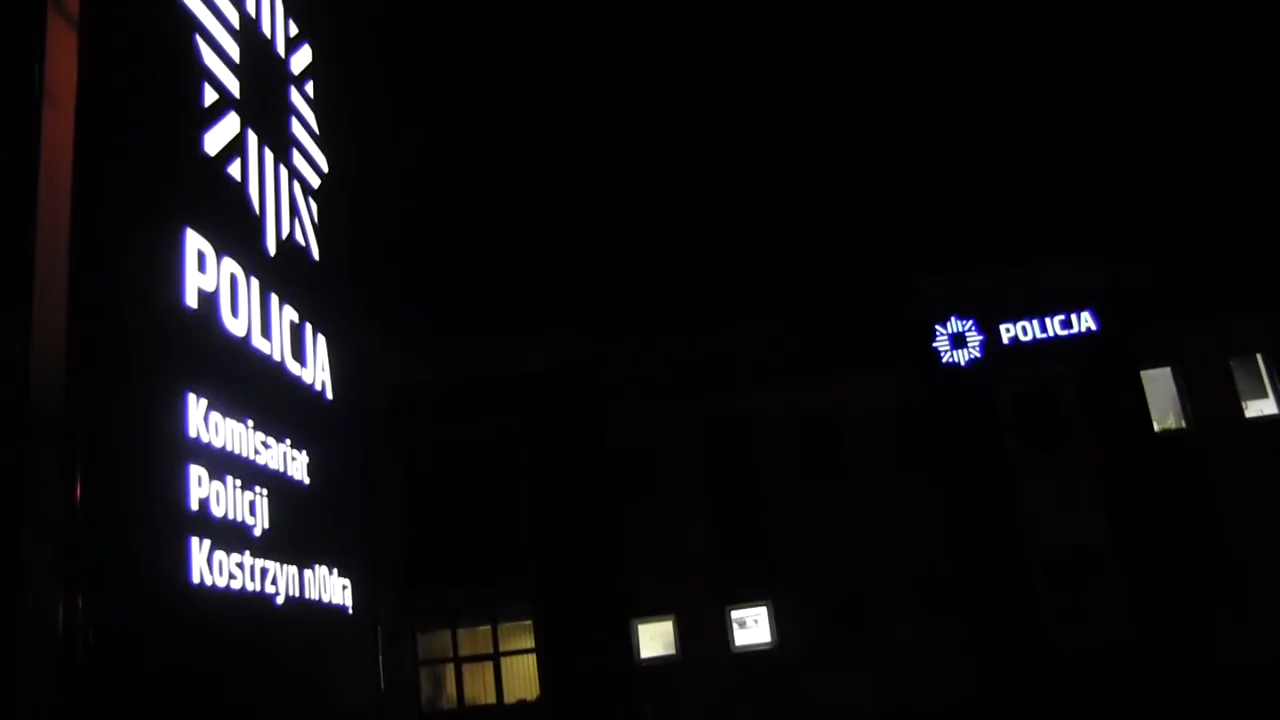 POLICJA
Komisariat
Policji
Kostrzyn n/Odrą
POLICJA